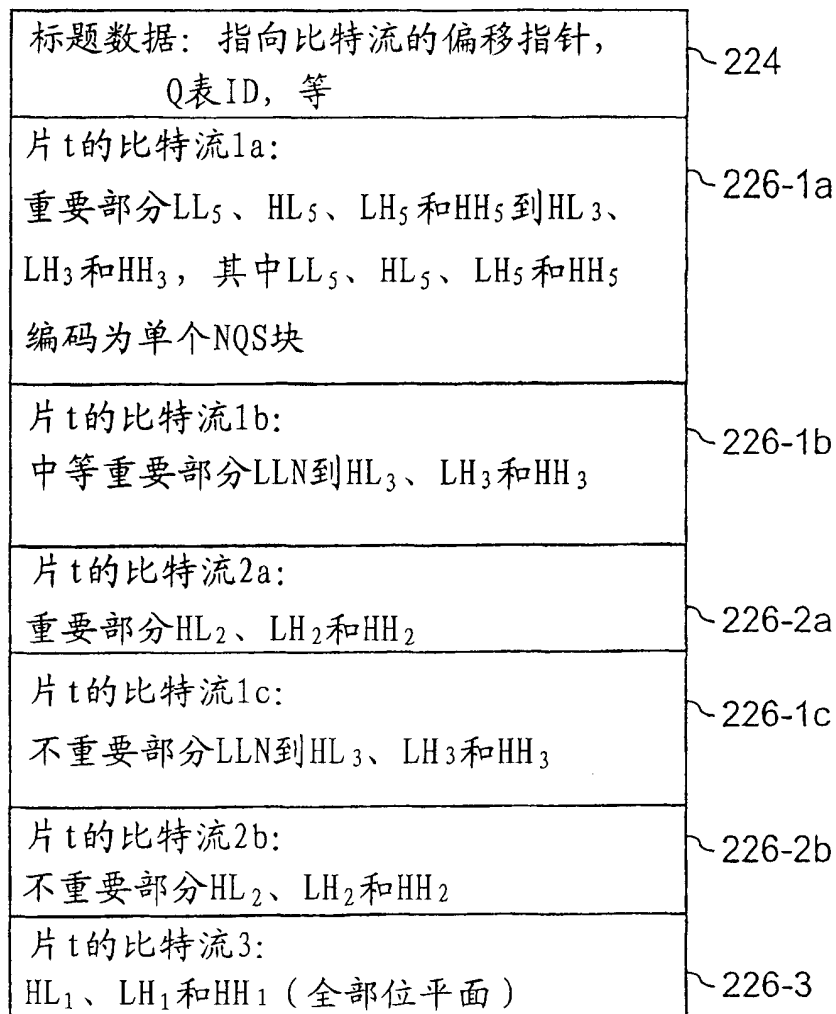 标题数据: 指向比特流的偏移指针,
Q表ID, 等
224
片t的比特流1a:
226-1a
重要部分LL₅、HL₅、LH₅和HH₅到HL₃、
LH₃和HH₃, 其中LL₅、HL₅、LH₅和HH₅
编码为单个NQS块
片t的比特流1b:
226-1b
中等重要部分LLN到HL₃、LH₃和HH₃
片t的比特流2a:
226-2a
重要部分HL₂、LH₂和HH₂
片t的比特流1c:
226-1c
不重要部分LLN到HL₃、LH₃和HH₃
片t的比特流2b:
226-2b
不重要部分HL₂、LH₂和HH₂
片t的比特流3:
226-3
HL₁、LH₁和HH₁(全部位平面)